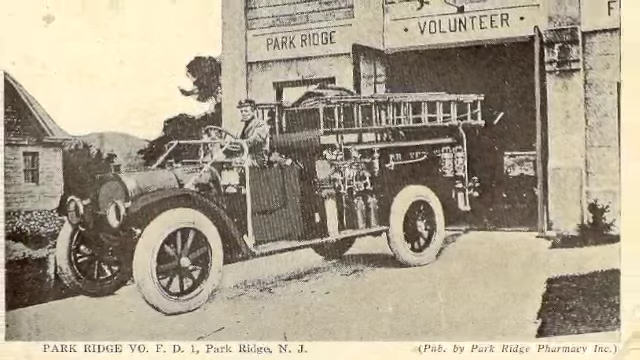 PARK RIDGE
· VOLUNTEER ·
F
PARK RIDGE VO. F. D. 1, Park Ridge, N. J.
(Pub. by Park Ridge Pharmacy Inc.)